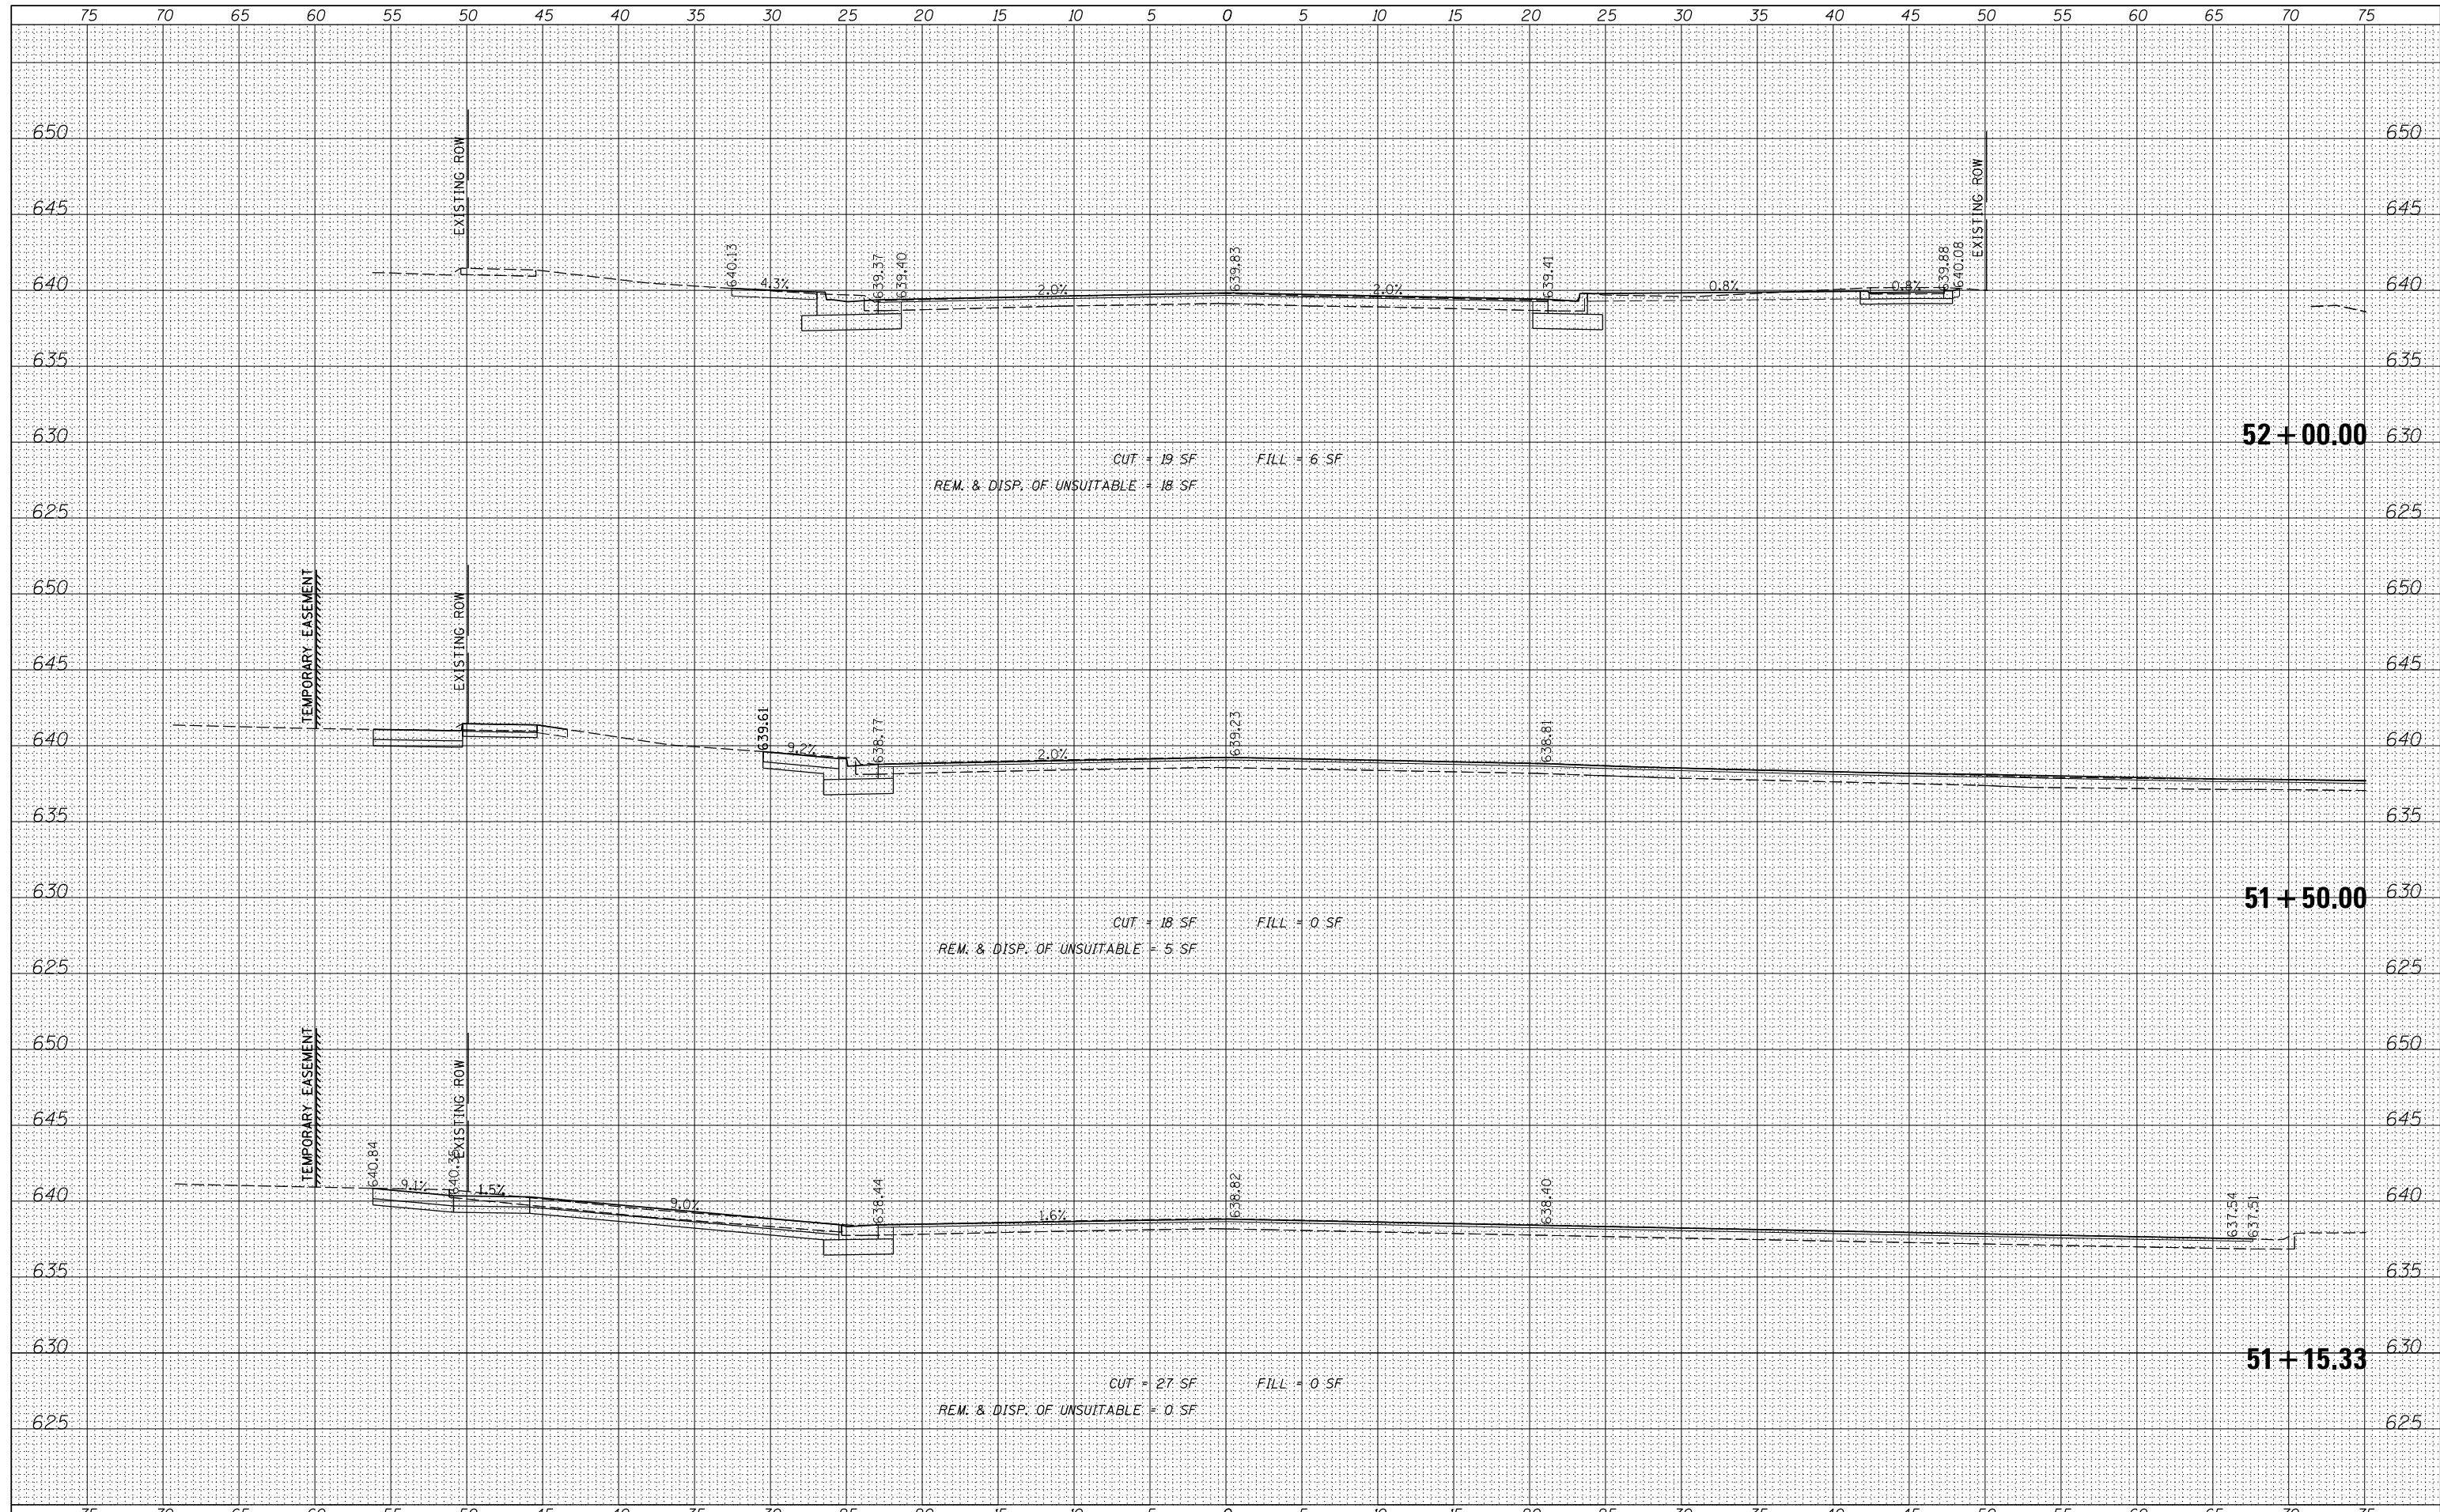 75 70 65 60 55 50 45 40 35 30 25 20 15 10 5 0 5 10 15 20 25 30 35 40 45 50 55 60 65 70 75
650 EXISTING ROW EXISTING ROW 650
645 645
640.13 639.37 639.40 639.83 639.41 639.88 640.08
640 4.3% 2.0% 2.0% 0.8% 0.8% 640
635 635
630 52+00.00 630
CUT = 19 SF FILL = 6 SF
REM. & DISP. OF UNSUITABLE = 18 SF
625 625
650 TEMPORARY EASEMENT EXISTING ROW 650
645 645
639.61 638.77 639.23 638.81
640 9.2% 2.0% 640
635 635
630 51+50.00 630
CUT = 18 SF FILL = 0 SF
REM. & DISP. OF UNSUITABLE = 5 SF
625 625
650 TEMPORARY EASEMENT EXISTING ROW 650
645 645
640.84 638.44 638.82 638.40 637.54 637.51
640 9.1% 1.5% 9.0% 1.6% 640
635 635
630 51+15.33 630
CUT = 27 SF FILL = 0 SF
REM. & DISP. OF UNSUITABLE = 0 SF
625 625